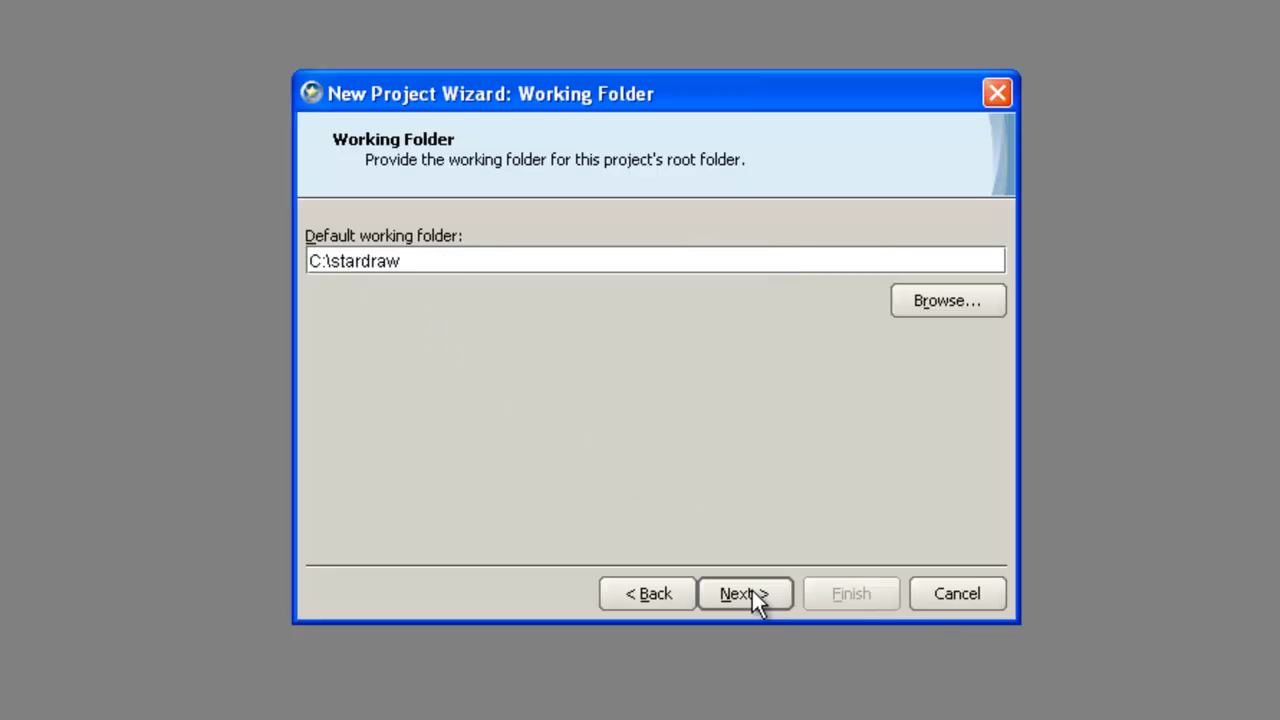 New Project Wizard: Working Folder
Working Folder
Provide the working folder for this project's root folder.
Default working folder:
C:\stardraw
Browse...
< Back
Next >
Finish
Cancel